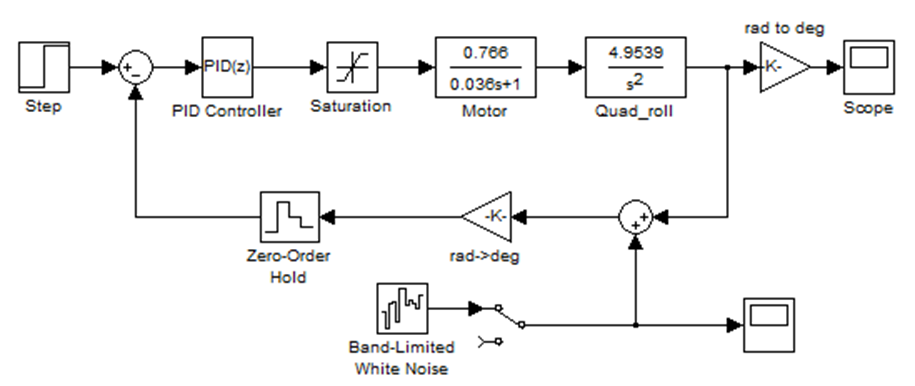 rad to deg
+
−
PID(z)
0.766
0.036s+1
4.9539
s2
-K-
Step
PID Controller
Saturation
Motor
Quad_roll
Scope
-K-
+
+
Zero-Order
Hold
rad->deg
Band-Limited
White Noise